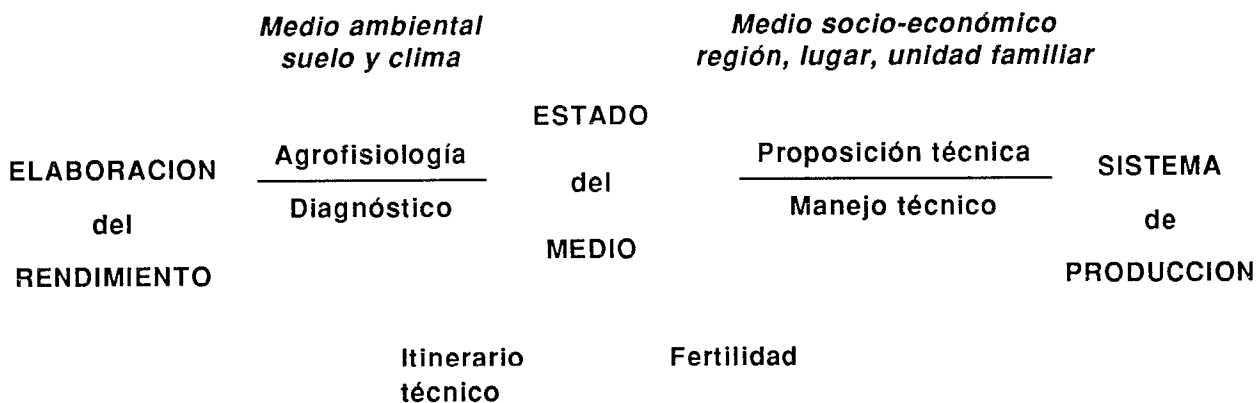 Medio ambiental
suelo y clima
Medio socio-económico
región, lugar, unidad familiar
ELABORACION
del
RENDIMIENTO
Agrofisiología
Diagnóstico
ESTADO
del
MEDIO
Proposición técnica
Manejo técnico
SISTEMA
de
PRODUCCION
Itinerario
técnico
Fertilidad